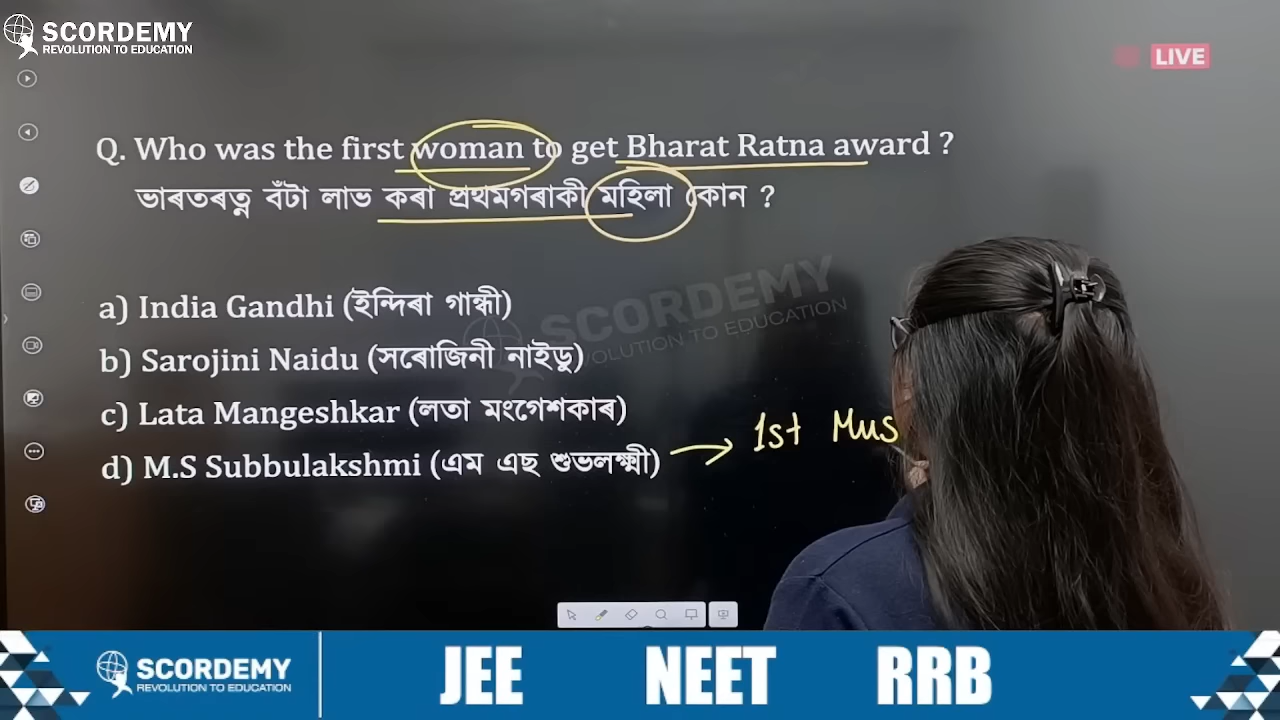 SCORDEMY
REVOLUTION TO EDUCATION
LIVE
Q. Who was the first woman to get Bharat Ratna award ?
ভাৰতৰত্ন বঁটা লাভ কৰা প্ৰথমগৰাকী মহিলা কোন ?
a) India Gandhi (ইন্দিৰা গান্ধী)
b) Sarojini Naidu (সৰোজিনী নাইডু)
c) Lata Mangeshkar (লতা মংগেশকাৰ)
d) M.S Subbulakshmi (এম এছ শুভলক্ষ্মী)
1st Mus
SCORDEMY
REVOLUTION TO EDUCATION
SCORDEMY
REVOLUTION TO EDUCATION
JEE NEET RRB